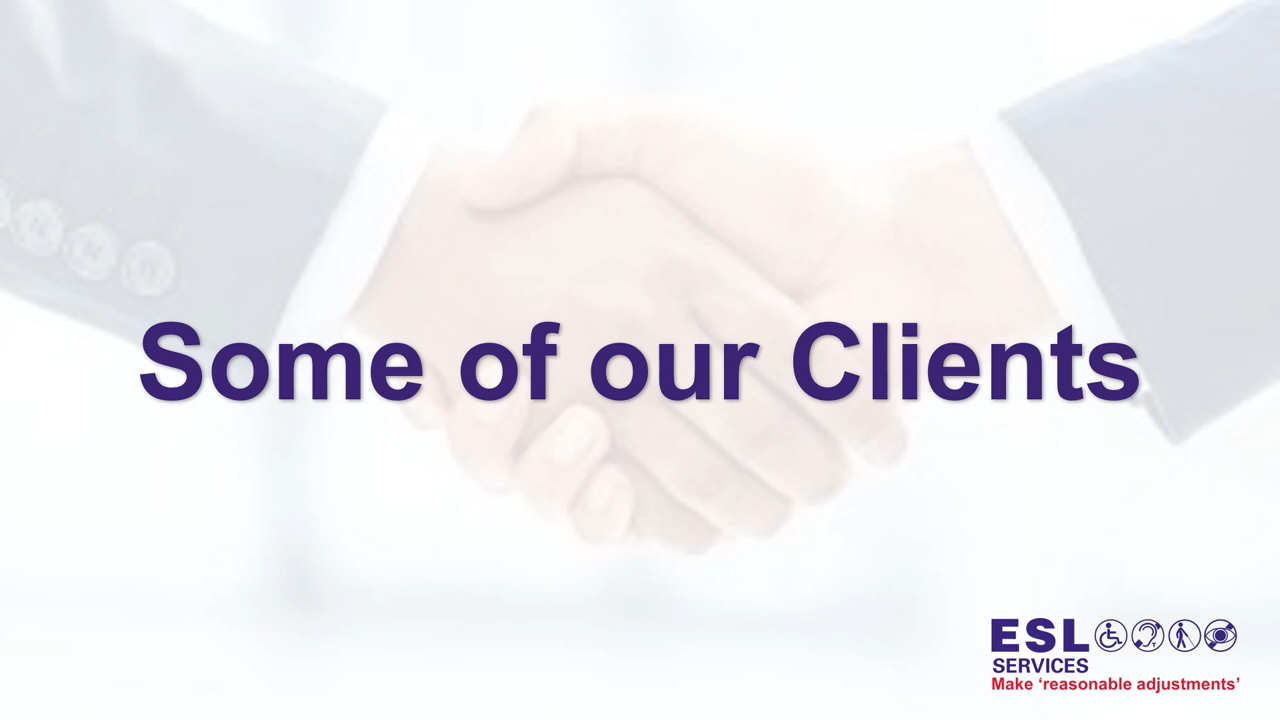 Some of our Clients
ESL
SERVICES
Make ‘reasonable adjustments’